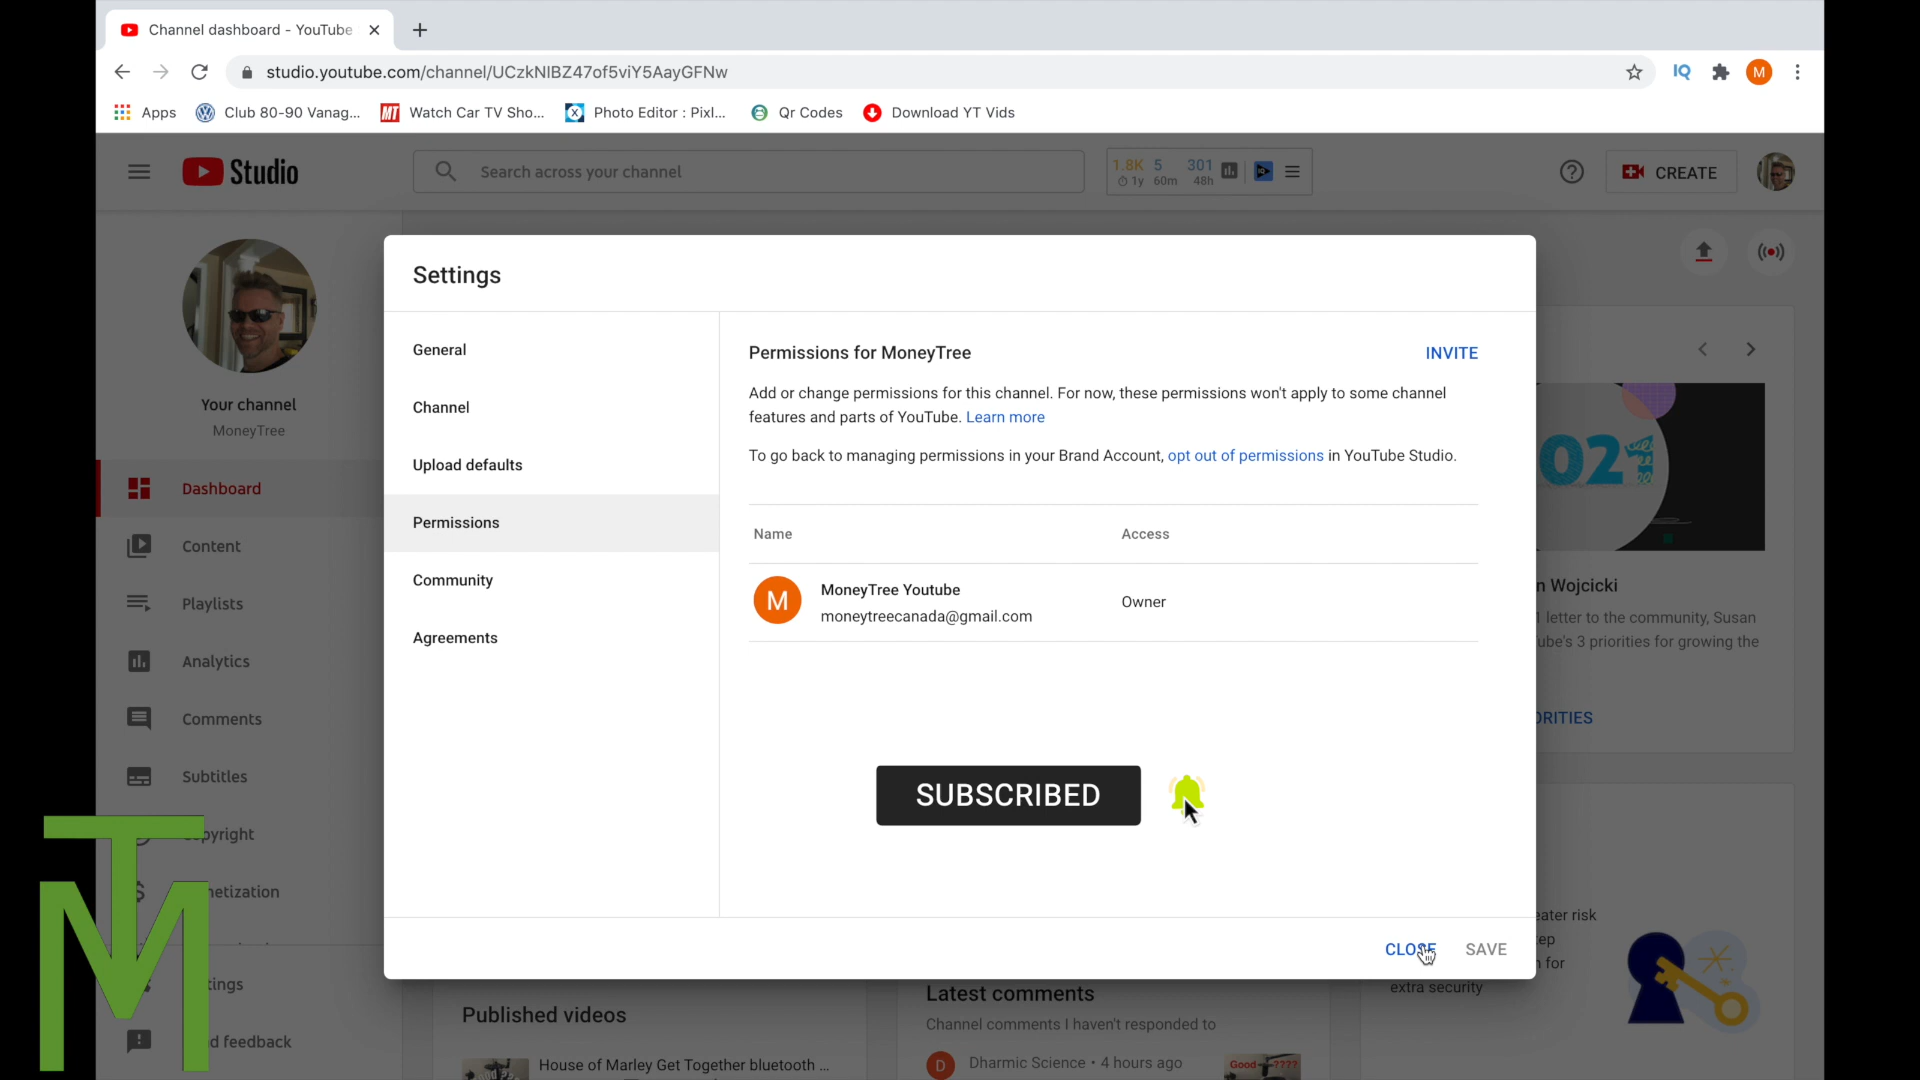 Channel dashboard - YouTube
studio.youtube.com/channel/UCzkNIBZ47of5viY5AayGFNw
IQ
M
Apps
Club 80-90 Vanag...
MT
Watch Car TV Sho...
Photo Editor : Pixl...
Qr Codes
Download YT Vids
Studio
Search across your channel
1.8K 5 301
1y 60m 48h
CREATE
Settings
General
Channel
Upload defaults
Permissions
Community
Agreements
Permissions for MoneyTree
INVITE
Add or change permissions for this channel. For now, these permissions won't apply to some channel
features and parts of YouTube. Learn more
To go back to managing permissions in your Brand Account, opt out of permissions in YouTube Studio.
Name
Access
M
MoneyTree Youtube
moneytreecanada@gmail.com
Owner
SUBSCRIBED
CLOSE
SAVE
Your channel
MoneyTree
Dashboard
Content
Playlists
Analytics
Comments
Subtitles
pyright
netization
tings
d feedback
TM
021
n Wojcicki
letter to the community, Susan
ube's 3 priorities for growing the
ORITIES
eater risk
ep
for
extra security
Published videos
House of Marley Get Together bluetooth ...
Latest comments
Channel comments I haven't responded to
D
Dharmic Science • 4 hours ago
Good ????